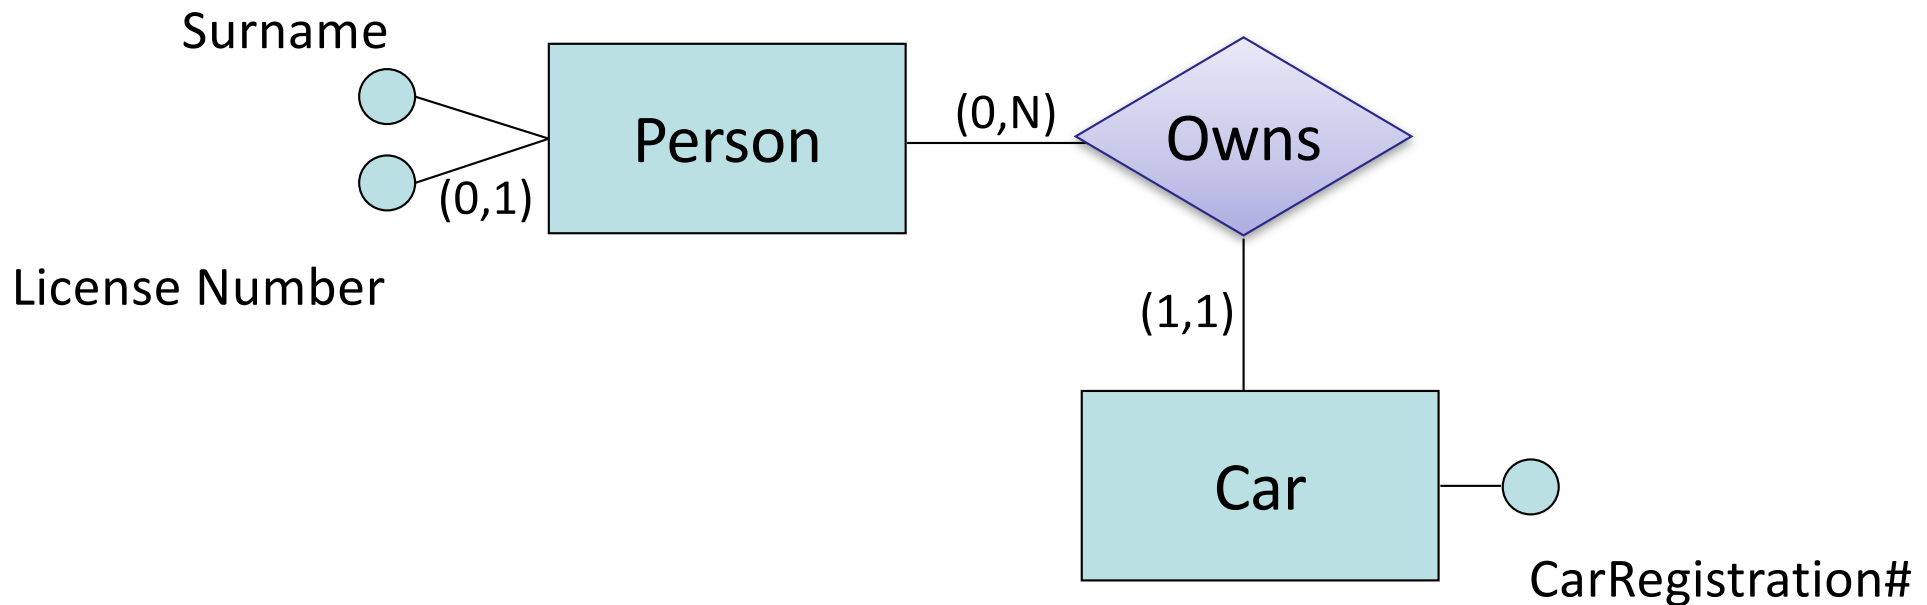 Surname
Person
(0,N)
Owns
(0,1)
License Number
(1,1)
Car
CarRegistration#